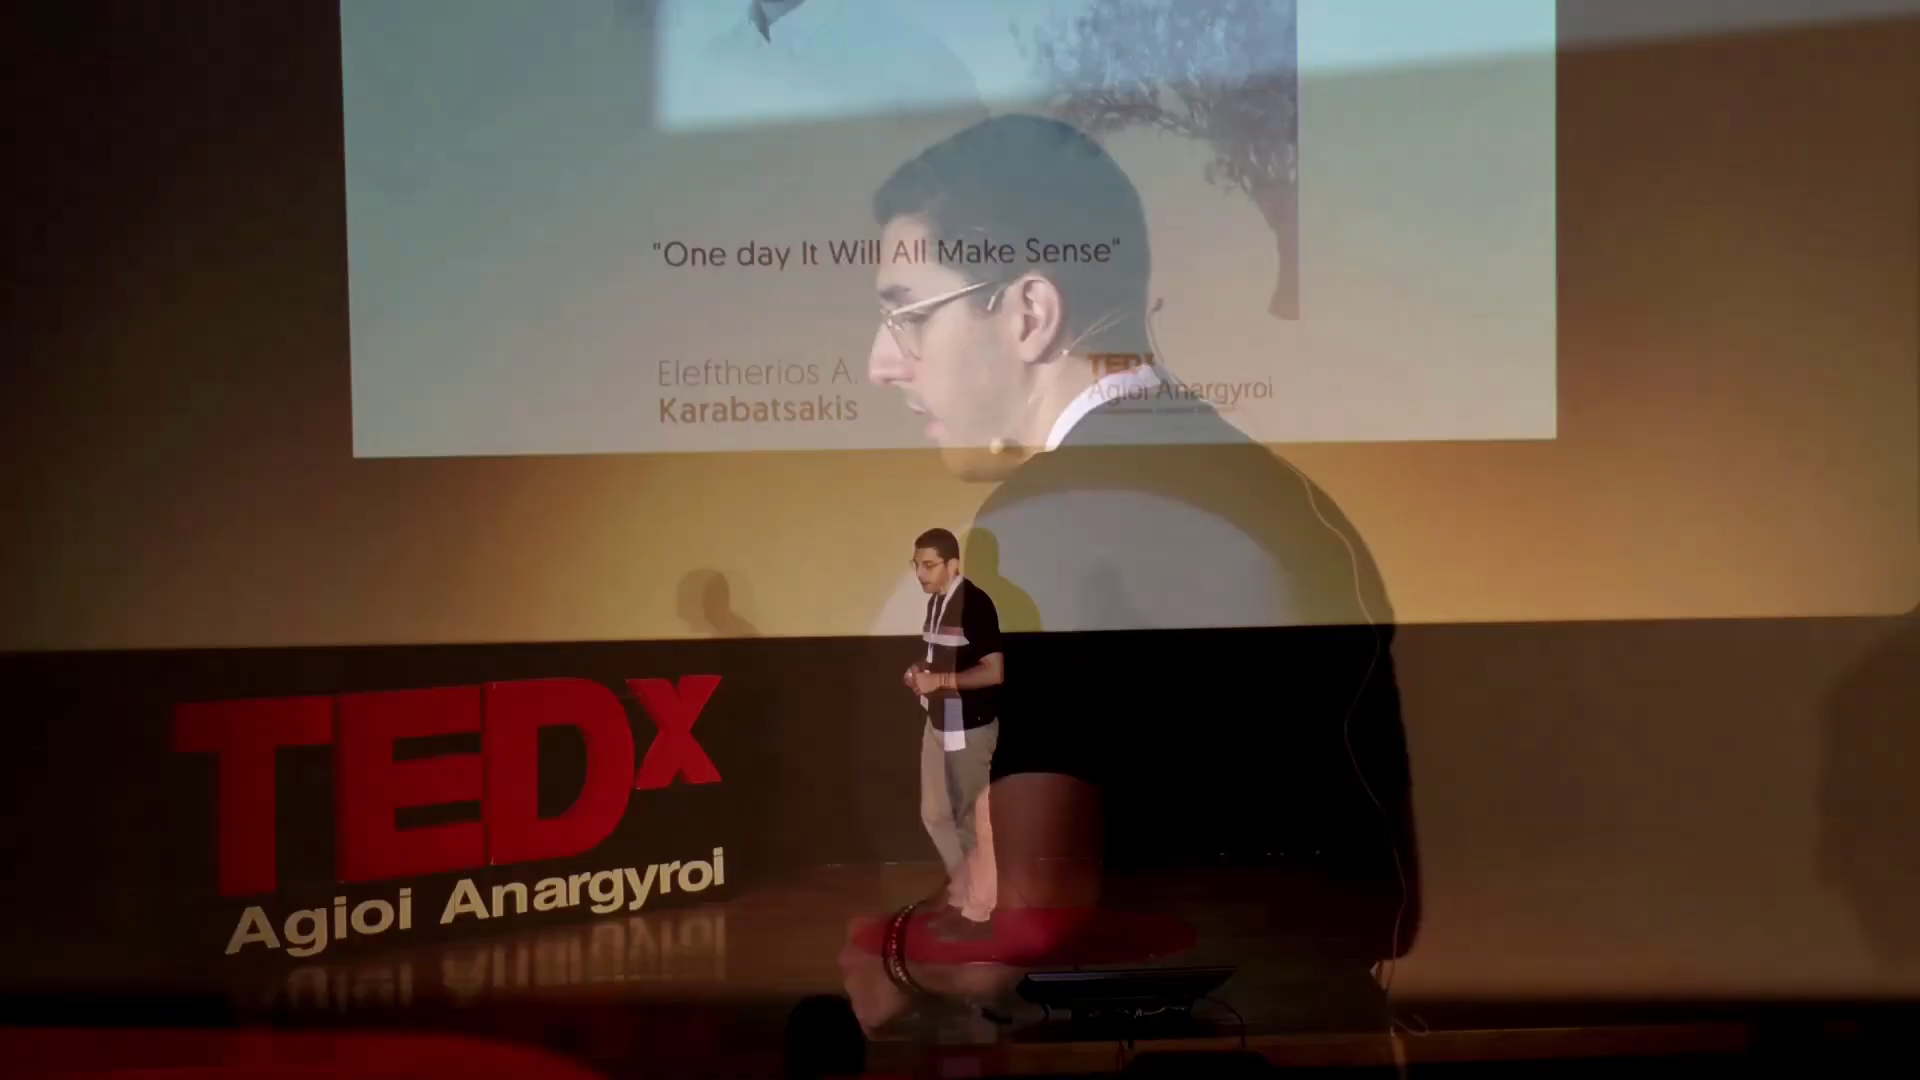 "One day It Will All Make Sense"
Eleftherios A.
Karabatsakis
TEDx
Agioi Anargyroi
TEDx
Agioi Anargyroi